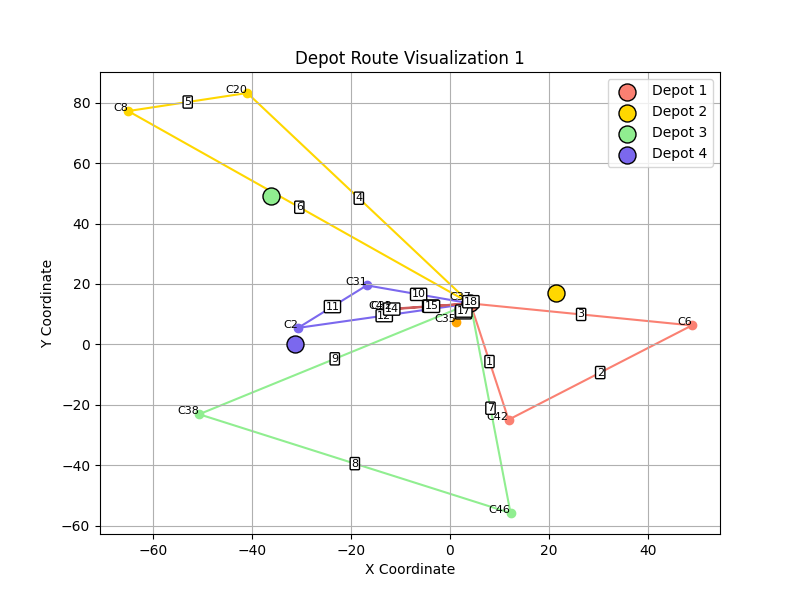 Depot Route Visualization 1
Depot 1
Depot 2
Depot 3
Depot 4
Y Coordinate
80
60
40
20
0
−20
−40
−60
−60
−40
−20
0
20
40
X Coordinate
C20
C8
5
4
6
C31
10
C37
18
11
14
15
12
17
C2
C35
3
C6
9
1
2
C38
7
C42
8
C46